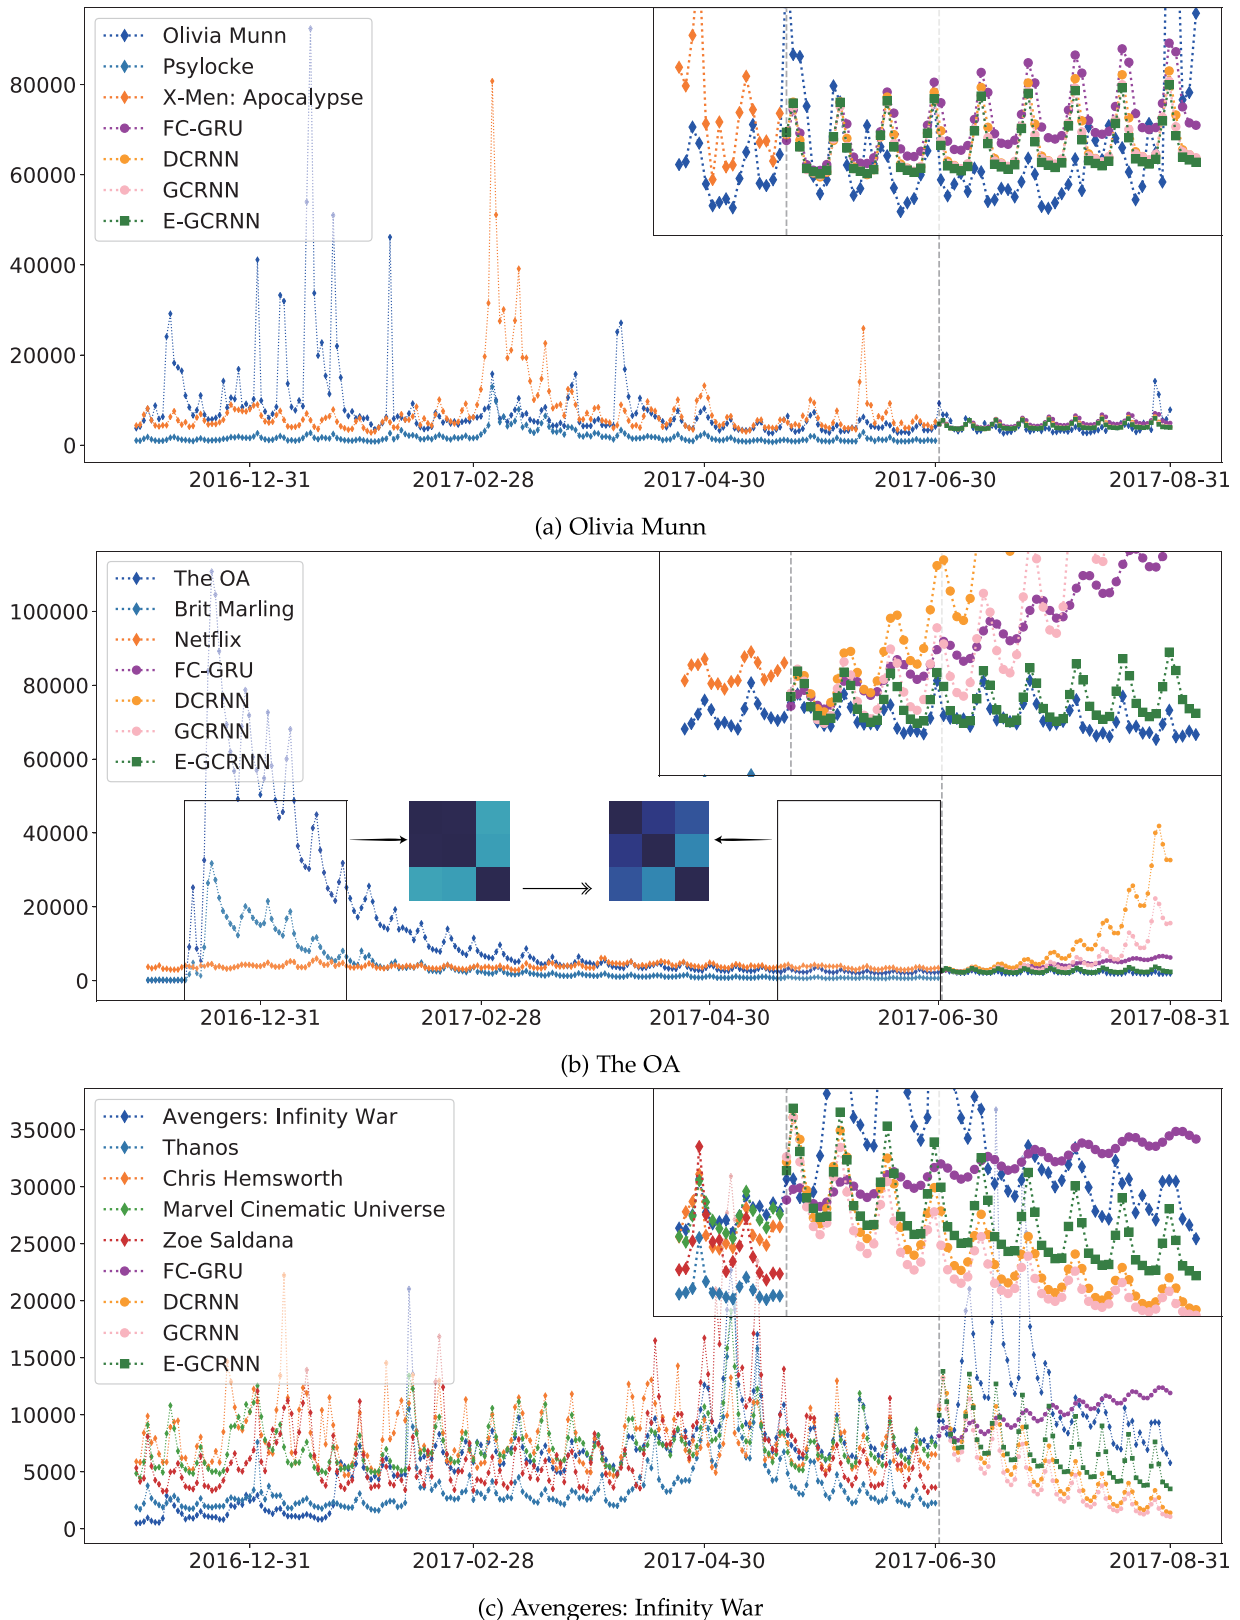 Olivia Munn
Psylocke
X-Men: Apocalypse
FC-GRU
DCRNN
GCRNN
E-GCRNN
80000
60000
40000
20000
0
2016-12-31 2017-02-28 2017-04-30 2017-06-30 2017-08-31
(a) Olivia Munn
The OA
Brit Marling
Netflix
FC-GRU
DCRNN
GCRNN
E-GCRNN
100000
80000
60000
40000
20000
0
2016-12-31 2017-02-28 2017-04-30 2017-06-30 2017-08-31
(b) The OA
Avengers: Infinity War
Thanos
Chris Hemsworth
Marvel Cinematic Universe
Zoe Saldana
FC-GRU
DCRNN
GCRNN
E-GCRNN
35000
30000
25000
20000
15000
10000
5000
0
2016-12-31 2017-02-28 2017-04-30 2017-06-30 2017-08-31
(c) Avengeres: Infinity War